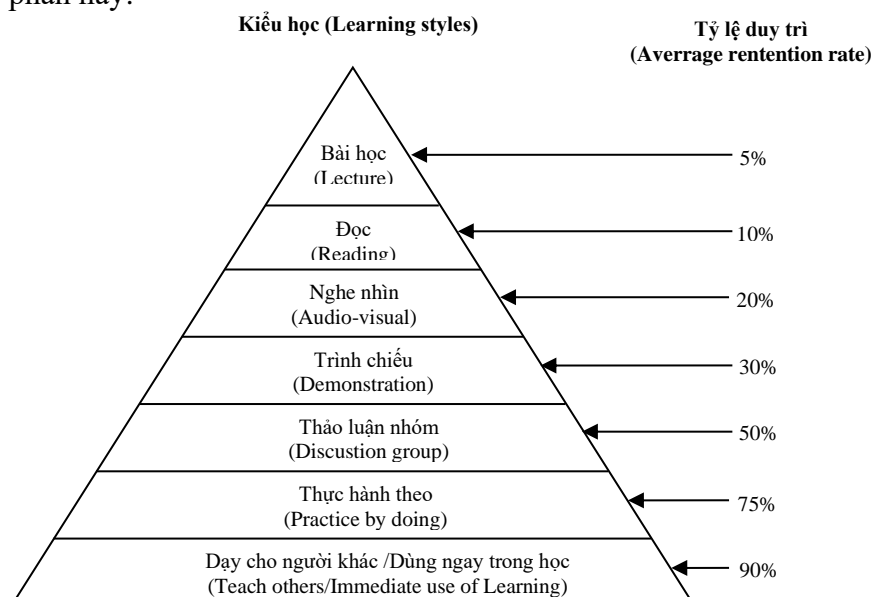 phần này.
Kiểu học (Learning styles)
Tỷ lệ duy trì
(Averrage rentention rate)
Bài học
(Lecture)
5%
Đọc
(Reading)
10%
Nghe nhìn
(Audio-visual)
20%
Trình chiếu
(Demonstration)
30%
Thảo luận nhóm
(Discustion group)
50%
Thực hành theo
(Practice by doing)
75%
Dạy cho người khác /Dùng ngay trong học
(Teach others/Immediate use of Learning)
90%